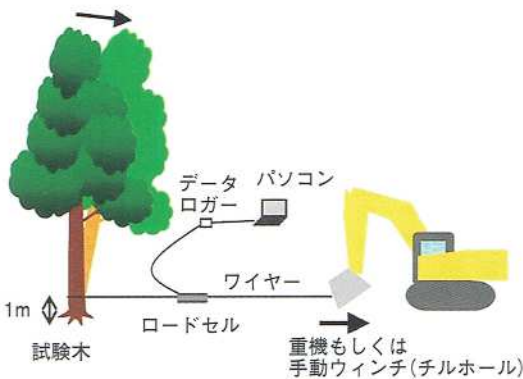 データ
ロガー
パソコン
ワイヤー
1m
ロードセル
試験木
重機もしくは
手動ウィンチ(チルホール)